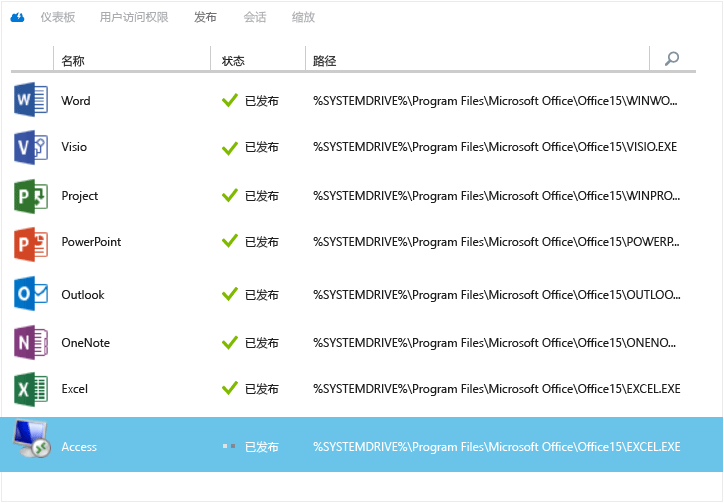 仪表板 用户访问权限 发布 会话 缩放
名称 状态 路径
Word 已发布 %SYSTEMDRIVE%\Program Files\Microsoft Office\Office15\WINWO...
Visio 已发布 %SYSTEMDRIVE%\Program Files\Microsoft Office\Office15\VISIO.EXE
Project 已发布 %SYSTEMDRIVE%\Program Files\Microsoft Office\Office15\WINPRO...
PowerPoint 已发布 %SYSTEMDRIVE%\Program Files\Microsoft Office\Office15\POWERP...
Outlook 已发布 %SYSTEMDRIVE%\Program Files\Microsoft Office\Office15\OUTLOO...
OneNote 已发布 %SYSTEMDRIVE%\Program Files\Microsoft Office\Office15\ONENO...
Excel 已发布 %SYSTEMDRIVE%\Program Files\Microsoft Office\Office15\EXCEL.EXE
Access 已发布 %SYSTEMDRIVE%\Program Files\Microsoft Office\Office15\EXCEL.EXE